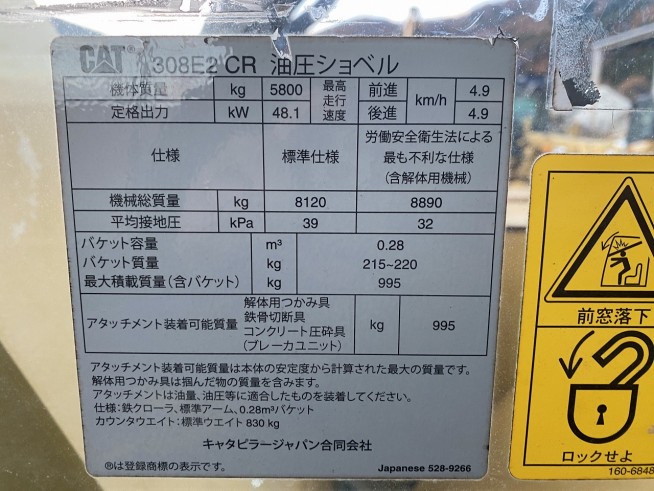 CAT 308E2 CR 油圧ショベル
機体質量 kg 5800 最高走行速度 前進 km/h 4.9
定格出力 kW 48.1 後進 4.9
仕様 標準仕様 労働安全衛生法による最も不利な仕様(含解体用機械)
機械総質量 kg 8120 8890
平均接地圧 kPa 39 32
バケット容量 m³ 0.28
バケット質量 kg 215~220
最大積載質量(含バケット) kg 995
アタッチメント装着可能質量 解体用つかみ具 鉄骨切断具 コンクリート圧砕具 (ブレーカユニット) kg 995
アタッチメント装着可能質量は本体の安定度から計算された最大の質量です。
解体用つかみ具は掴んだ物の質量を含みます。
アタッチメントは油量、油圧等に適合したものを装着してください。
仕様:鉄クローラ、標準アーム、0.28m³バケット
カウンタウエイト:標準ウエイト 830 kg
キャタピラージャパン合同会社
®は登録商標の表示です。 Japanese 528-9266
前窓落下
ロックせよ
160-6848